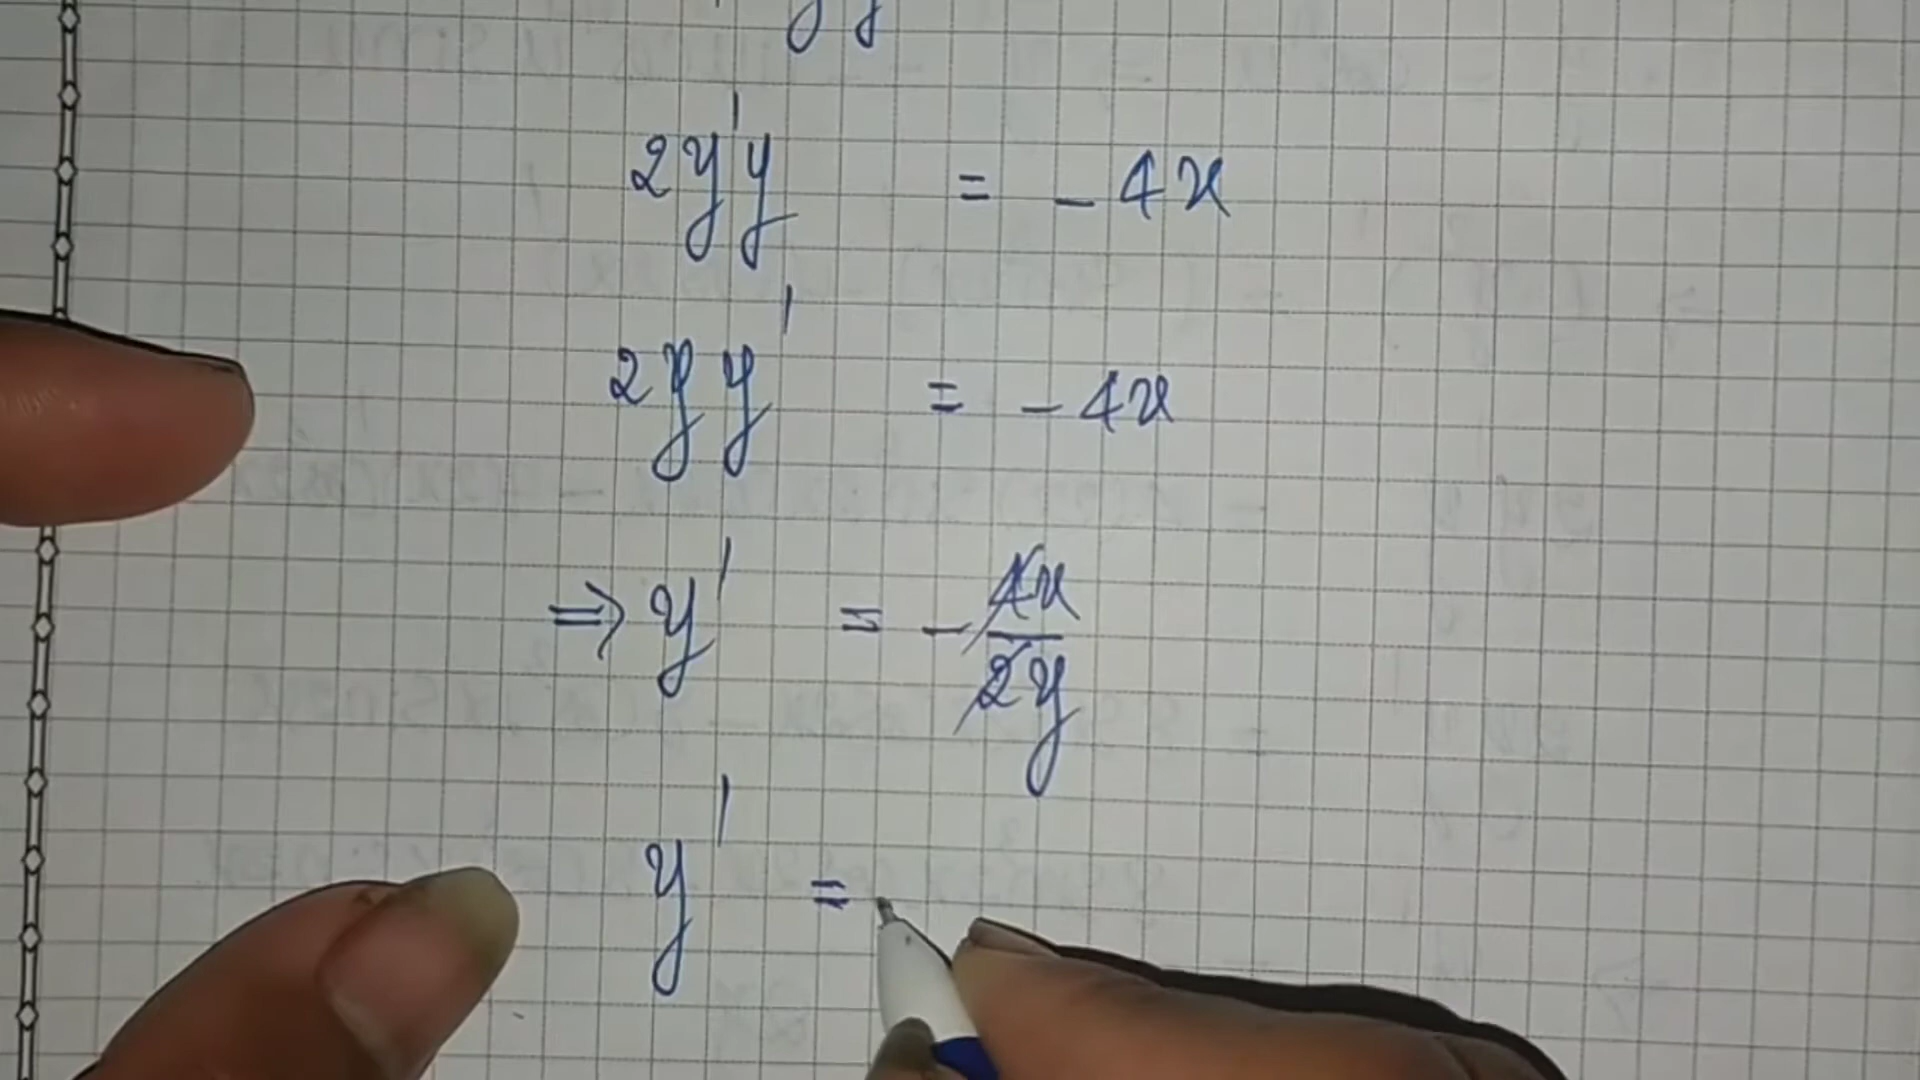 2y'y = - 4x
2yy' = - 4x
⇒ y' = - 4x/2y
y' =